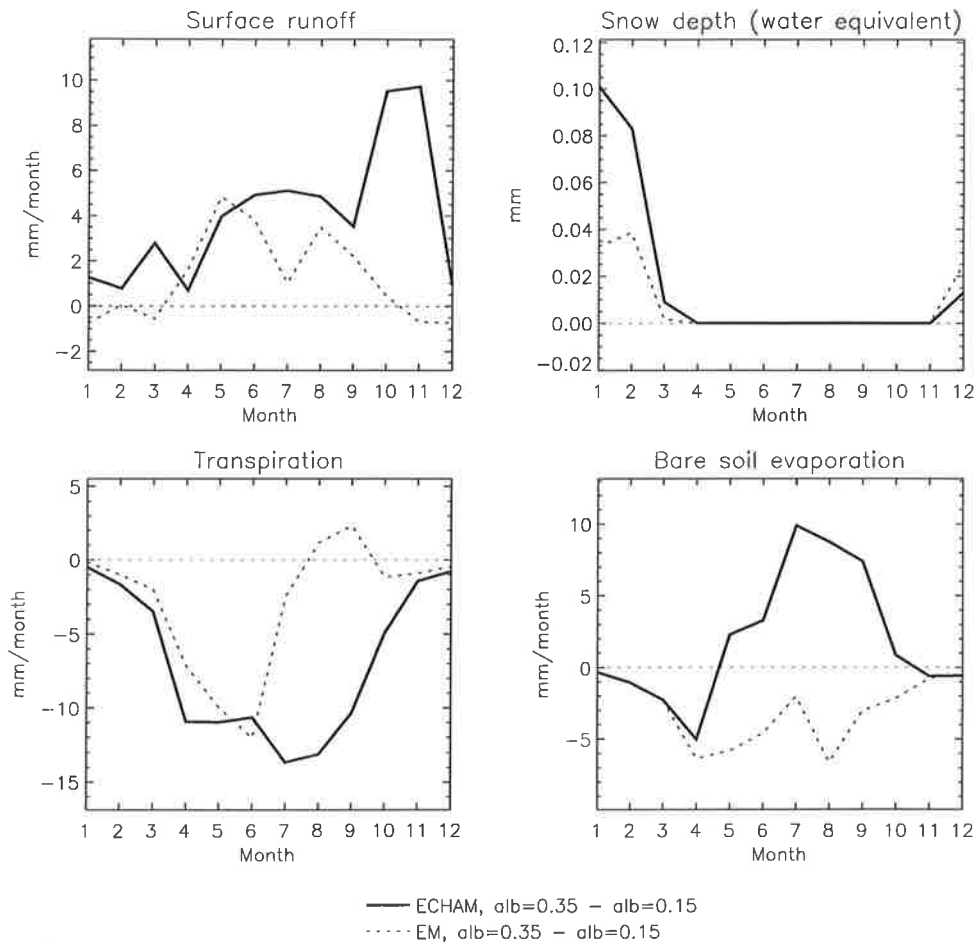 Surface runoff
10
8
6
4
2
0
−2
mm/month
1 2 3 4 5 6 7 8 9 10 11 12
Month
Snow depth (water equivalent)
0.12
0.10
0.08
0.06
0.04
0.02
0.00
−0.02
mm
1 2 3 4 5 6 7 8 9 10 11 12
Month
Transpiration
5
0
−5
−10
−15
mm/month
1 2 3 4 5 6 7 8 9 10 11 12
Month
Bare soil evaporation
10
5
0
−5
mm/month
1 2 3 4 5 6 7 8 9 10 11 12
Month
ECHAM, alb=0.35 − alb=0.15
EM, alb=0.35 − alb=0.15